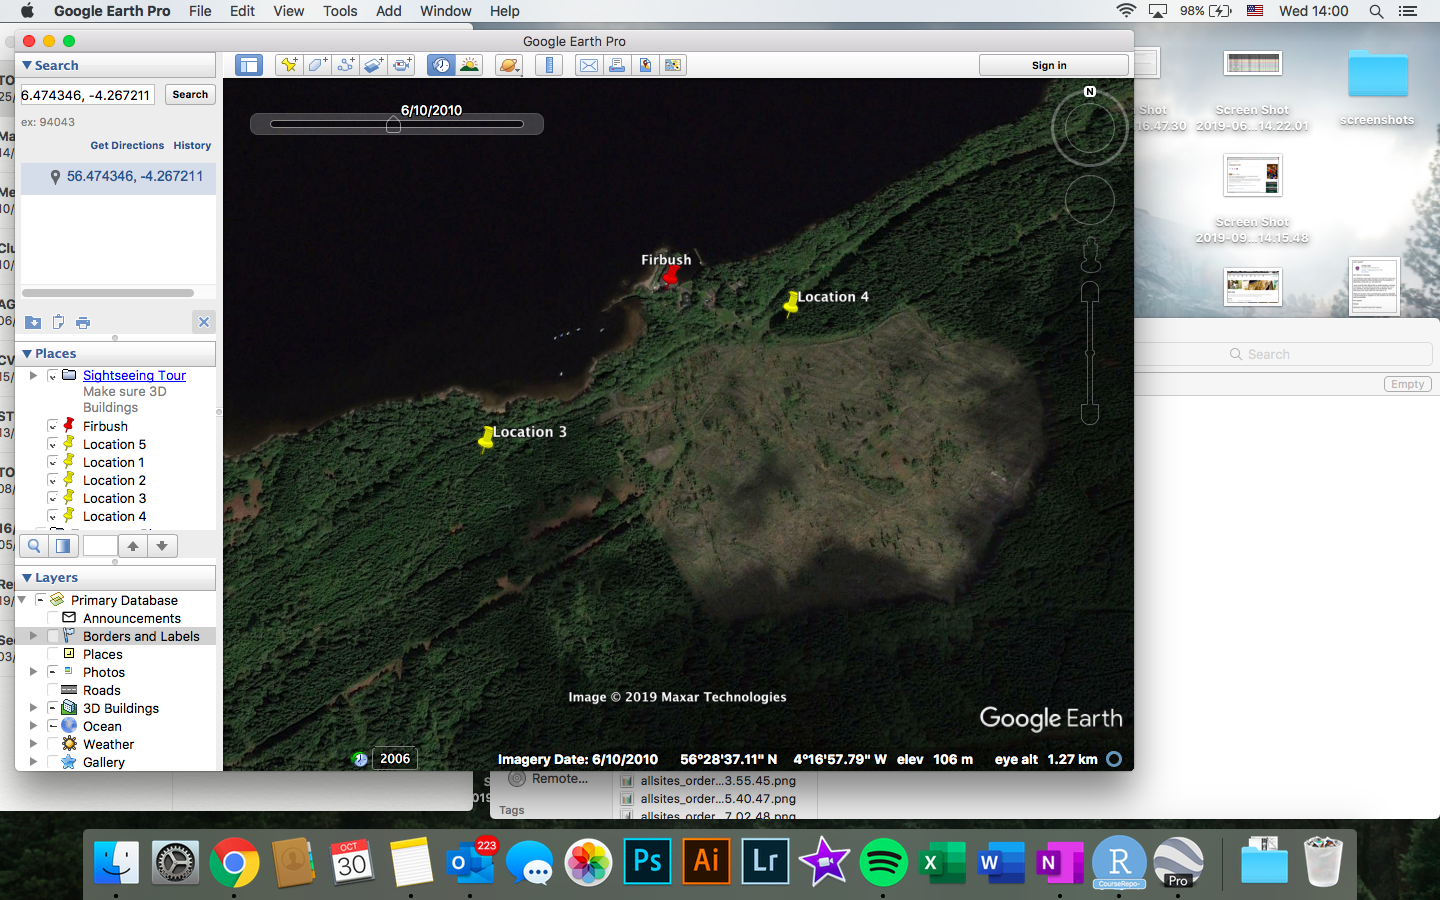 Google Earth Pro File Edit View Tools Add Window Help 98% Wed 14:00
Google Earth Pro
Search
6.474346, -4.267211 Search
ex: 94043
Get Directions History
56.474346, -4.267211
Places
Sightseeing Tour
Make sure 3D
Buildings
Firbush
Location 5
Location 1
Location 2
Location 3
Location 4
Layers
Primary Database
Announcements
Borders and Labels
Places
Photos
Roads
3D Buildings
Ocean
Weather
Gallery
Sign in
6/10/2010
N
Firbush
Location 4
Location 3
Image © 2019 Maxar Technologies
Google Earth
2006
Imagery Date: 6/10/2010 56°28'37.11" N 4°16'57.79" W elev 106 m eye alt 1.27 km
Shot
16.47.30
Screen Shot
2019-06...14.22.01
screenshots
Screen Shot
2019-09...14.15.48
Search
Empty
Remote...
Tags
allsites_order...3.55.45.png
allsites_order...5.40.47.png
allsites_order...7.02.48.png
OCT
30
223
Ps
Ai
Lr
X
W
N
R
CourseRepo-
Pro